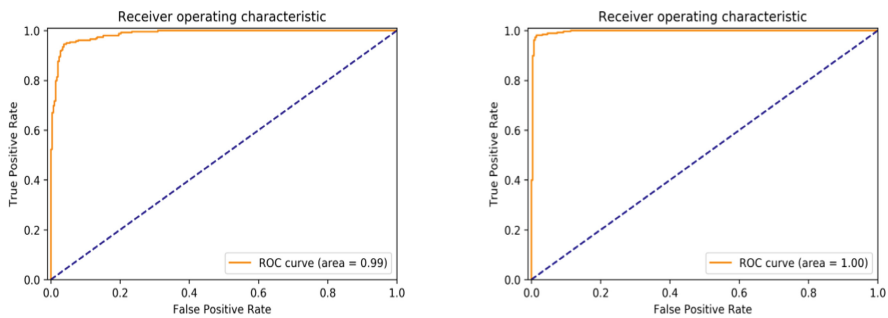 Receiver operating characteristic
1.0
0.8
0.6
0.4
0.2
0.0
True Positive Rate
ROC curve (area = 0.99)
0.0 0.2 0.4 0.6 0.8 1.0
False Positive Rate
Receiver operating characteristic
1.0
0.8
0.6
0.4
0.2
0.0
True Positive Rate
ROC curve (area = 1.00)
0.0 0.2 0.4 0.6 0.8 1.0
False Positive Rate